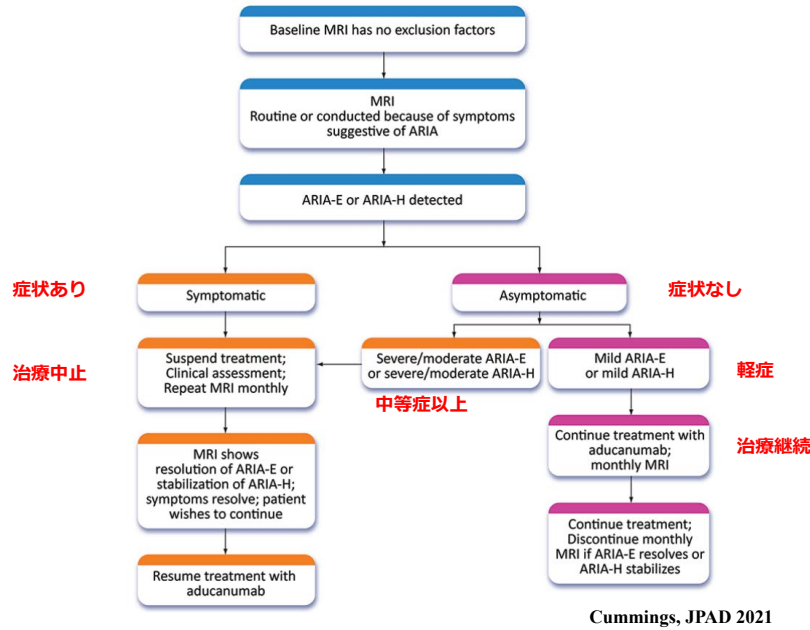 Baseline MRI has no exclusion factors
MRI
Routine or conducted because of symptoms
suggestive of ARIA
ARIA-E or ARIA-H detected
症状あり
Symptomatic
Asymptomatic
症状なし
治療中止
Suspend treatment;
Clinical assessment;
Repeat MRI monthly
Severe/moderate ARIA-E
or severe/moderate ARIA-H
中等症以上
Mild ARIA-E
or mild ARIA-H
軽症
MRI shows
resolution of ARIA-E or
stabilization of ARIA-H;
symptoms resolve; patient
wishes to continue
Continue treatment with
aducanumab;
monthly MRI
治療継続
Resume treatment with
aducanumab
Continue treatment;
Discontinue monthly
MRI if ARIA-E resolves or
ARIA-H stabilizes
Cummings, JPAD 2021